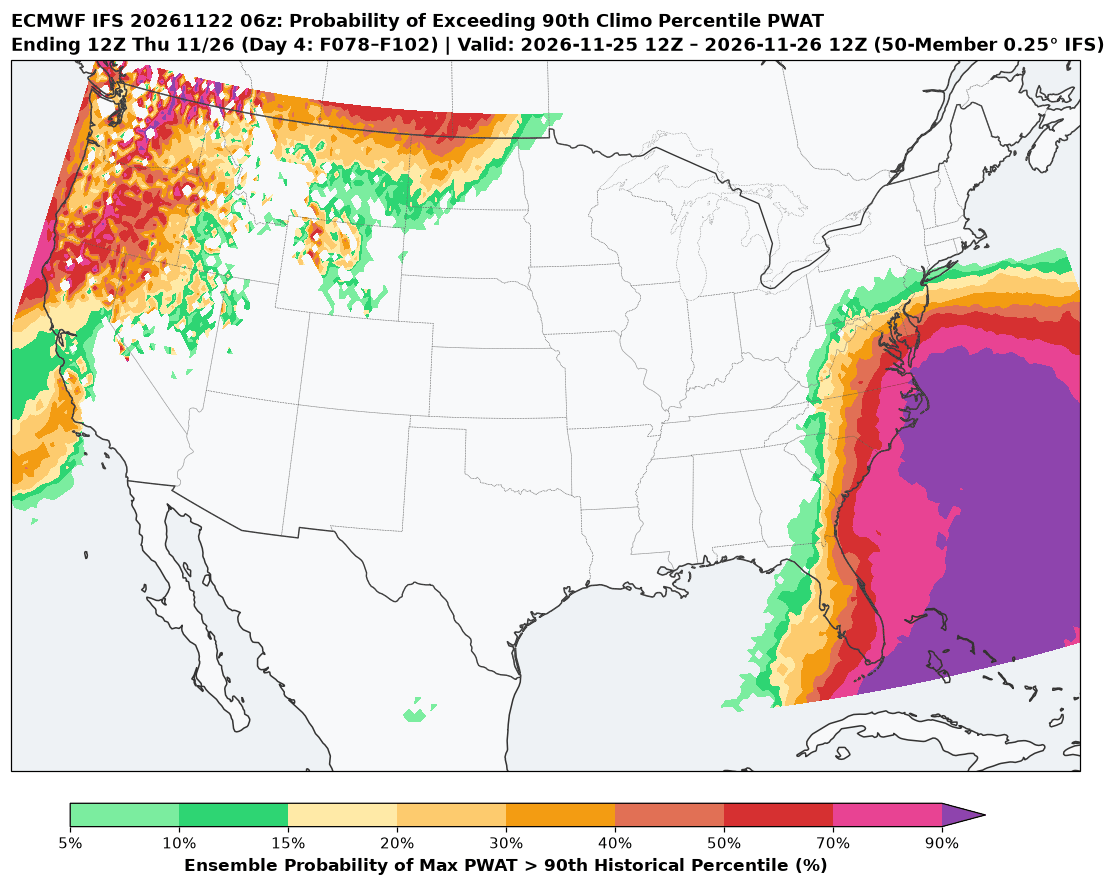 ECMWF IFS 20261122 06z: Probability of Exceeding 90th Climo Percentile PWAT
Ending 12Z Thu 11/26 (Day 4: F078–F102) | Valid: 2026-11-25 12Z – 2026-11-26 12Z (50-Member 0.25° IFS)
5% 10% 15% 20% 30% 40% 50% 70% 90%
Ensemble Probability of Max PWAT > 90th Historical Percentile (%)